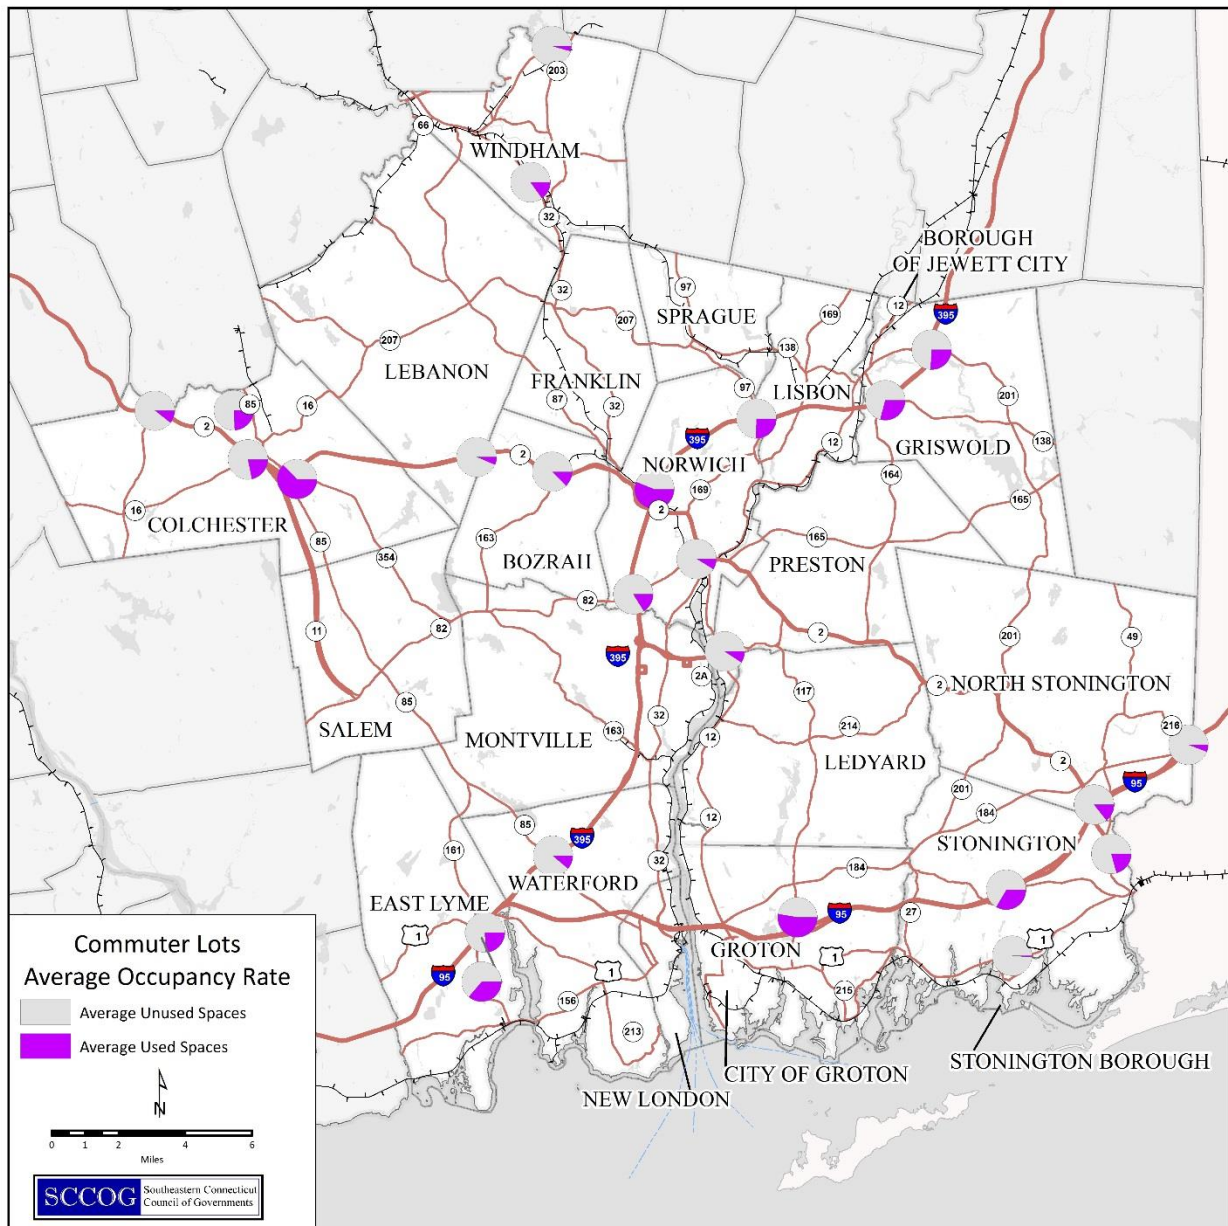 203
66
WINDHAM
32
BOROUGH
OF JEWETT CITY
32
97
12
169
395
SPRAGUE
207
207
138
LEBANON
FRANKLIN
97
LISBON
85
16
87
32
201
2
395
12
138
GRISWOLD
2
NORWICH
164
169
16
165
COLCHESTER
2
85
163
354
BOZRAH
165
PRESTON
82
11
82
2
201
49
395
2A
117
2
NORTH STONINGTON
85
32
SALEM
163
214
216
MONTVILLE
12
LEDYARD
2
95
201
184
12
85
395
STONINGTON
161
32
184
WATERFORD
EAST LYME
27
95
1
GROTON
1
1
95
1
156
215
213
STONINGTON BOROUGH
CITY OF GROTON
NEW LONDON
Commuter Lots
Average Occupancy Rate
Average Unused Spaces
Average Used Spaces
N
0 1 2 4 6
Miles
SCCOG
Southeastern Connecticut
Council of Governments